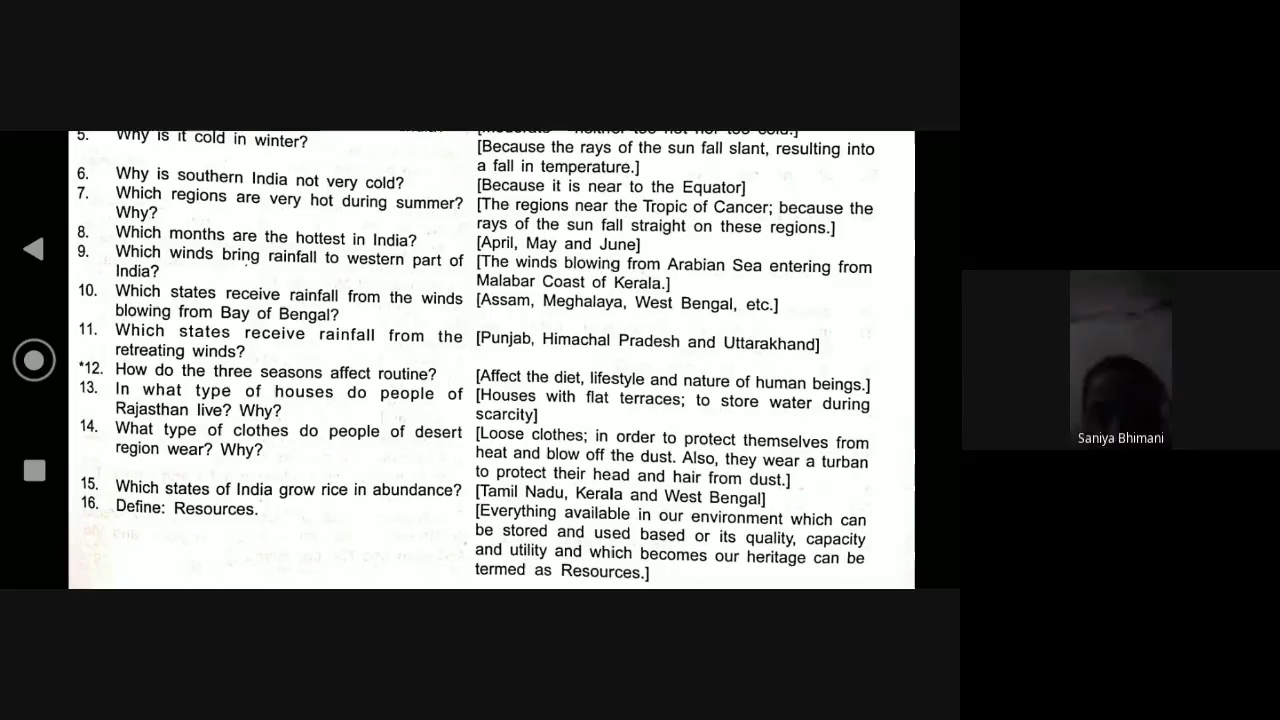 5. Why is it cold in winter?
[Because the rays of the sun fall slant, resulting into
a fall in temperature.]
6. Why is southern India not very cold?
[Because it is near to the Equator]
7. Which regions are very hot during summer?
Why?
[The regions near the Tropic of Cancer; because the
rays of the sun fall straight on these regions.]
8. Which months are the hottest in India?
[April, May and June]
9. Which winds bring rainfall to western part of
India?
[The winds blowing from Arabian Sea entering from
Malabar Coast of Kerala.]
10. Which states receive rainfall from the winds
blowing from Bay of Bengal?
[Assam, Meghalaya, West Bengal, etc.]
11. Which states receive rainfall from the
retreating winds?
[Punjab, Himachal Pradesh and Uttarakhand]
*12. How do the three seasons affect routine?
[Affect the diet, lifestyle and nature of human beings.]
13. In what type of houses do people of
Rajasthan live? Why?
[Houses with flat terraces; to store water during
scarcity]
14. What type of clothes do people of desert
region wear? Why?
[Loose clothes; in order to protect themselves from
heat and blow off the dust. Also, they wear a turban
to protect their head and hair from dust.]
15. Which states of India grow rice in abundance?
[Tamil Nadu, Kerala and West Bengal]
16. Define: Resources.
[Everything available in our environment which can
be stored and used based or its quality, capacity
and utility and which becomes our heritage can be
termed as Resources.]
Saniya Bhimani